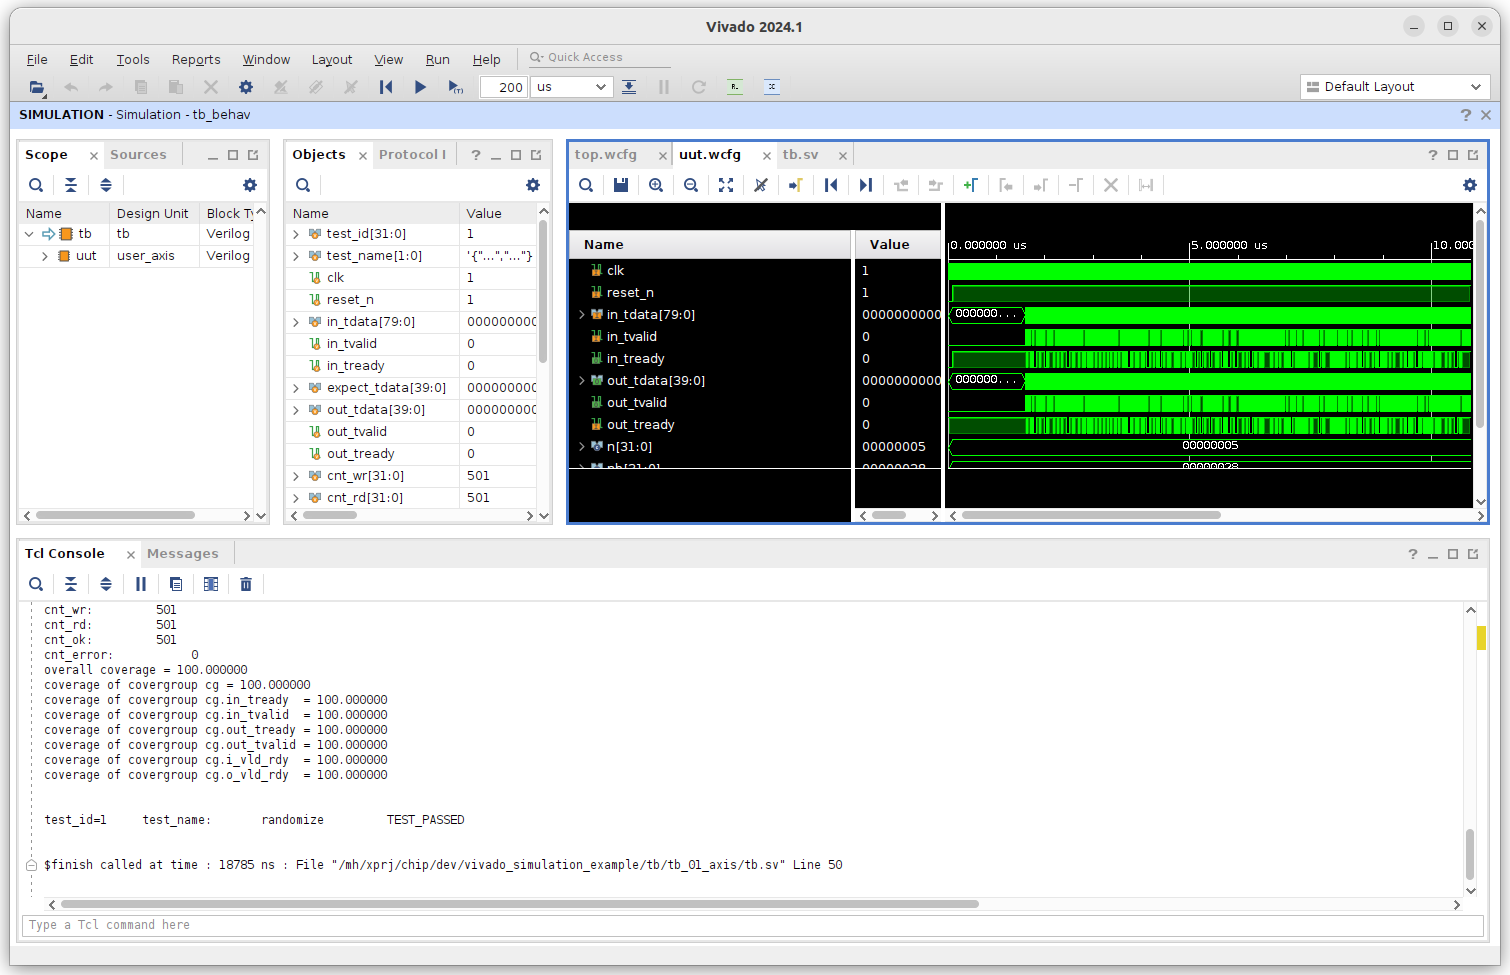 Vivado 2024.1
File Edit Tools Reports Window Layout View Run Help Quick Access
200 us Default Layout
SIMULATION - Simulation - tb_behav
Scope Sources
Name Design Unit Block Ty
tb tb Verilog
uut user_axis Verilog
Objects Protocol I
Name Value
test_id[31:0] 1
test_name[1:0] '{"...","..."}
clk 1
reset_n 1
in_tdata[79:0] 000000000
in_tvalid 0
in_tready 0
expect_tdata[39:0] 000000000
out_tdata[39:0] 000000000
out_tvalid 0
out_tready 0
cnt_wr[31:0] 501
cnt_rd[31:0] 501
top.wcfg uut.wcfg tb.sv
Name Value 0.000000 us 5.000000 us 10.000
clk 1
reset_n 1
in_tdata[79:0] 0000000000 000000...
in_tvalid 0
in_tready 0
out_tdata[39:0] 0000000000 000000...
out_tvalid 0
out_tready 0
n[31:0] 00000005 00000005
nb[31:0] 00000028 00000028
Tcl Console Messages
cnt_wr: 501
cnt_rd: 501
cnt_ok: 501
cnt_error: 0
overall coverage = 100.000000
coverage of covergroup cg = 100.000000
coverage of covergroup cg.in_tready = 100.000000
coverage of covergroup cg.in_tvalid = 100.000000
coverage of covergroup cg.out_tready = 100.000000
coverage of covergroup cg.out_tvalid = 100.000000
coverage of covergroup cg.i_vld_rdy = 100.000000
coverage of covergroup cg.o_vld_rdy = 100.000000
test_id=1 test_name: randomize TEST_PASSED
$finish called at time : 18785 ns : File "/mh/xprj/chip/dev/vivado_simulation_example/tb/tb_01_axis/tb.sv" Line 50
Type a Tcl command here